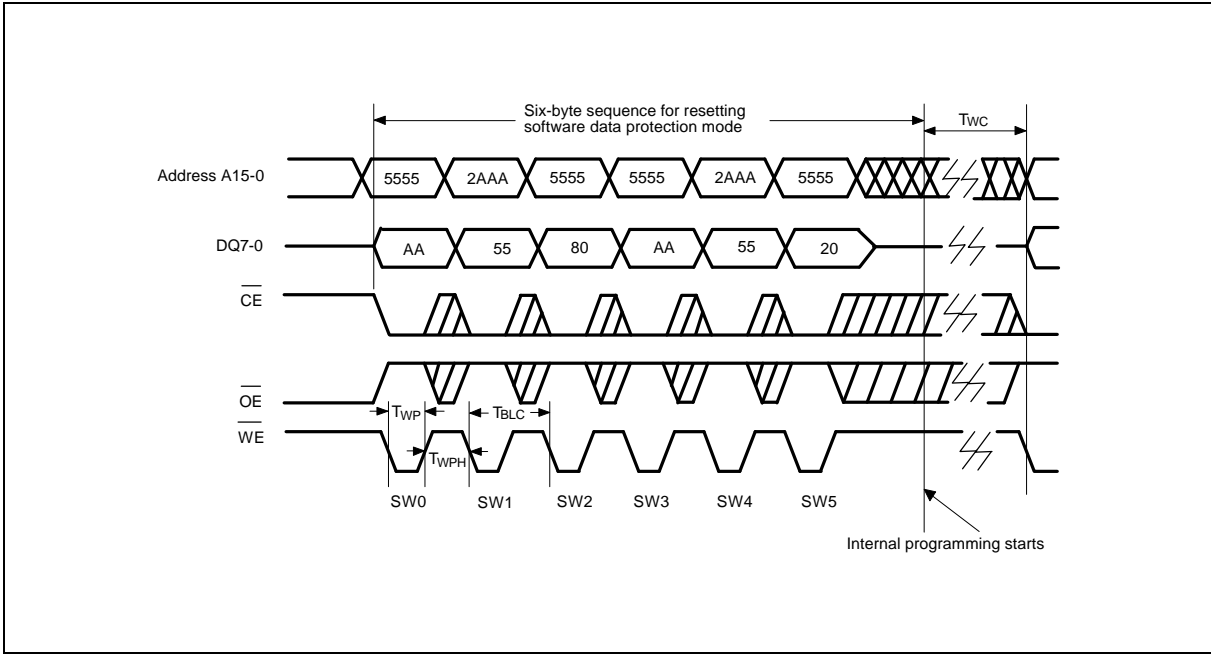 Six-byte sequence for resetting
software data protection mode
TWC
Address A15-0
5555
2AAA
5555
5555
2AAA
5555
DQ7-0
AA
55
80
AA
55
20
CE
OE
TWP
TBLC
WE
TWPH
SW0
SW1
SW2
SW3
SW4
SW5
Internal programming starts